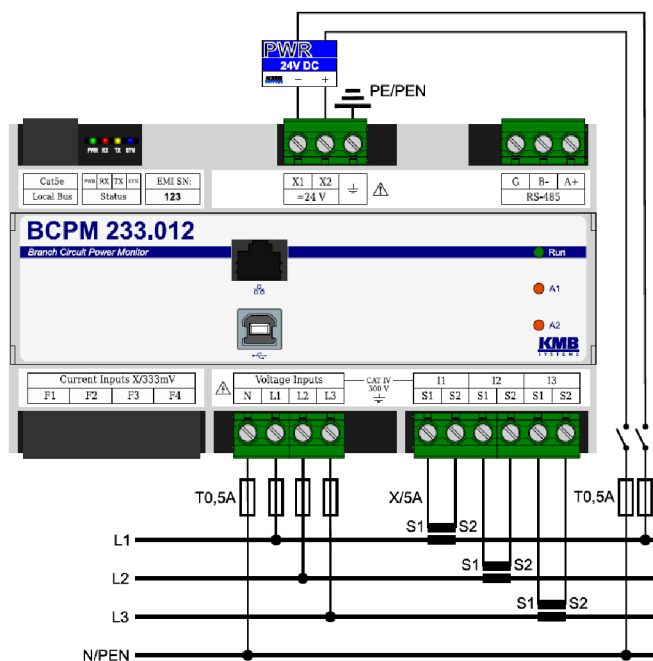 PWR
24V DC
KMB - +
PE/PEN
PWR RX TX SYN
Cat5e PWR RX TX SYN EMI SN:
Local Bus Status 123
X1 X2
=24 V
G B- A+
RS-485
BCPM 233.012
Branch Circuit Power Monitor
Run
A1
A2
KMB
SYSTEMS
Current Inputs X/333mV
F1 F2 F3 F4
Voltage Inputs
N L1 L2 L3
CAT IV
300 V
I1 I2 I3
S1 S2 S1 S2 S1 S2
T0,5A
X/5A
T0,5A
S1 S2
L1
S1 S2
L2
S1 S2
L3
N/PEN